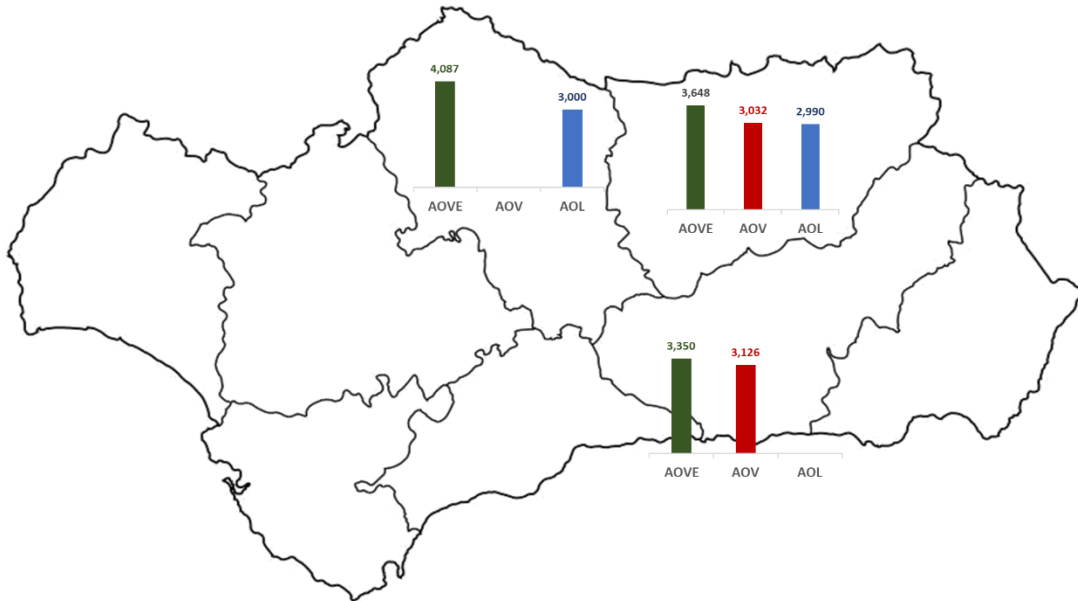 4,087
3,000
AOVE AOV AOL
3,648
3,032
2,990
AOVE AOV AOL
3,350
3,126
AOVE AOV AOL